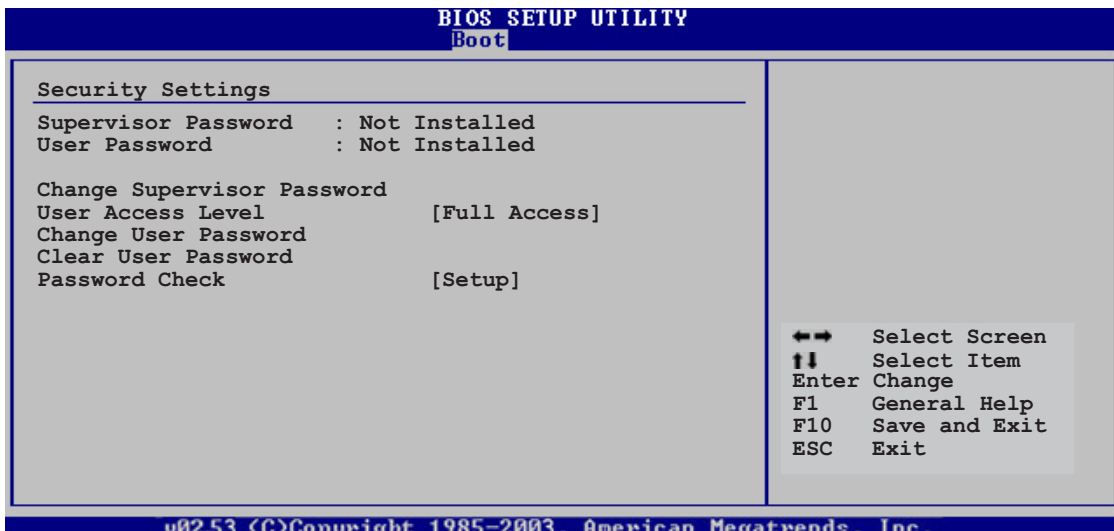 BIOS SETUP UTILITY
Boot
Security Settings
Supervisor Password : Not Installed
User Password : Not Installed
Change Supervisor Password
User Access Level [Full Access]
Change User Password
Clear User Password
Password Check [Setup]
←→ Select Screen
↑↓ Select Item
Enter Change
F1 General Help
F10 Save and Exit
ESC Exit
v02.53 (C)Copyright 1985-2003, American Megatrends, Inc.